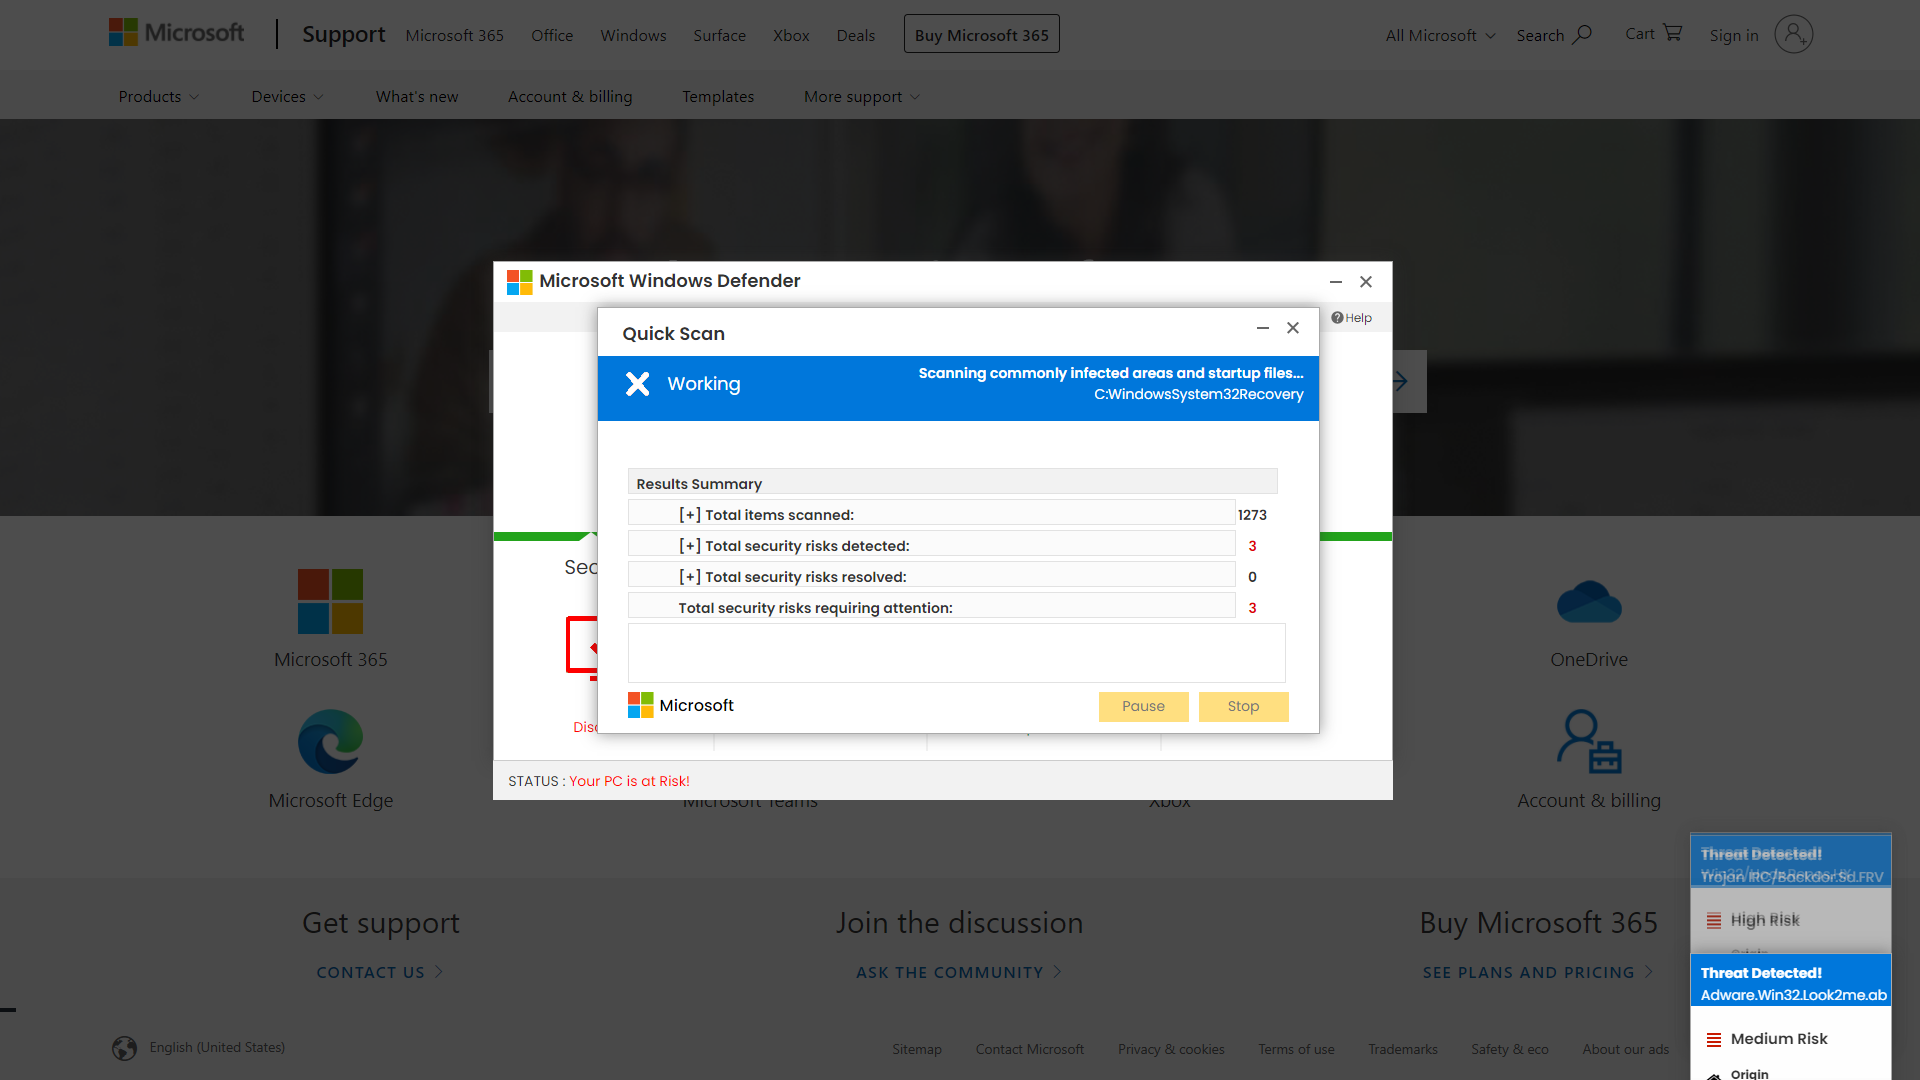 Microsoft
Support
Microsoft 365
Office
Windows
Surface
Xbox
Deals
Buy Microsoft 365
All Microsoft
Search
Cart
Sign in
Products
Devices
What's new
Account & billing
Templates
More support
Microsoft Windows Defender
Help
Quick Scan
Working
Scanning commonly infected areas and startup files...
C:WindowsSystem32Recovery
Results Summary
[+] Total items scanned: 1273
[+] Total security risks detected: 3
[+] Total security risks resolved: 0
Total security risks requiring attention: 3
Microsoft
Pause
Stop
STATUS : Your PC is at Risk!
Microsoft 365
OneDrive
Microsoft Edge
Microsoft Teams
Xbox
Account & billing
Threat Detected!
Trojan IRC/Backdor.Sd.FRV
High Risk
Threat Detected!
Adware.Win32.Look2me.ab
Medium Risk
Origin
Get support
CONTACT US
Join the discussion
ASK THE COMMUNITY
Buy Microsoft 365
SEE PLANS AND PRICING
English (United States)
Sitemap
Contact Microsoft
Privacy & cookies
Terms of use
Trademarks
Safety & eco
About our ads